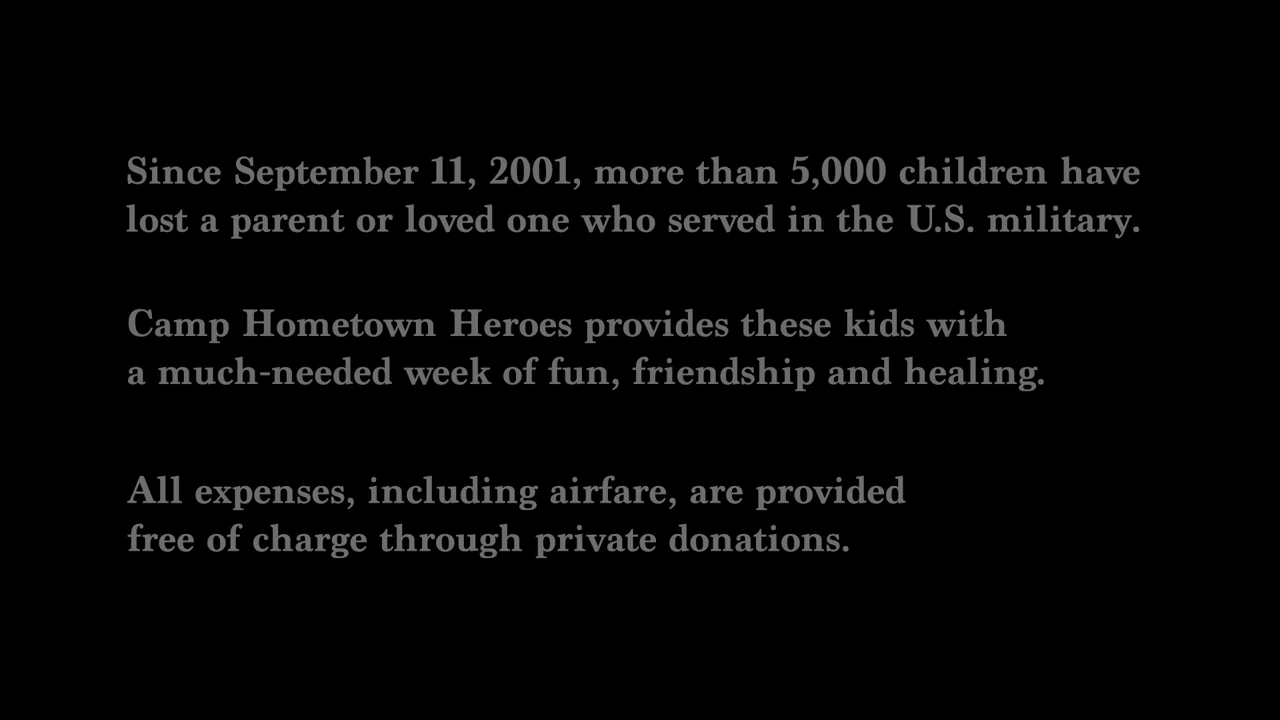 Since September 11, 2001, more than 5,000 children have
lost a parent or loved one who served in the U.S. military.
Camp Hometown Heroes provides these kids with
a much-needed week of fun, friendship and healing.
All expenses, including airfare, are provided
free of charge through private donations.